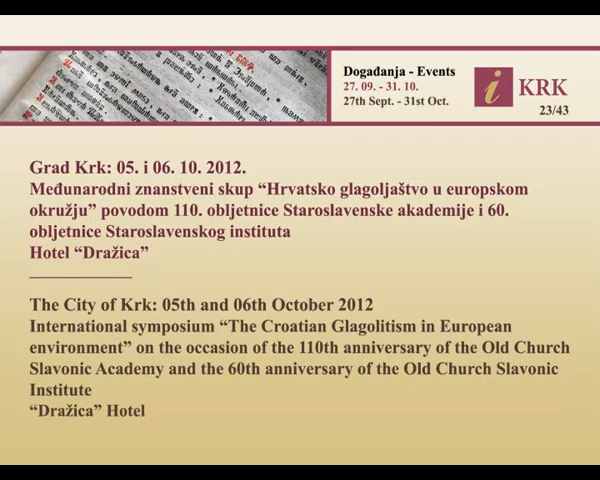 Događanja - Events
27. 09. - 31. 10.
27th Sept. - 31st Oct.
i KRK
23/43
Grad Krk: 05. i 06. 10. 2012.
Međunarodni znanstveni skup “Hrvatsko glagoljaštvo u europskom
okružju” povodom 110. obljetnice Staroslavenske akademije i 60.
obljetnice Staroslavenskog instituta
Hotel “Dražica”
The City of Krk: 05th and 06th October 2012
International symposium “The Croatian Glagolitism in European
environment” on the occasion of the 110th anniversary of the Old Church
Slavonic Academy and the 60th anniversary of the Old Church Slavonic
Institute
“Dražica” Hotel